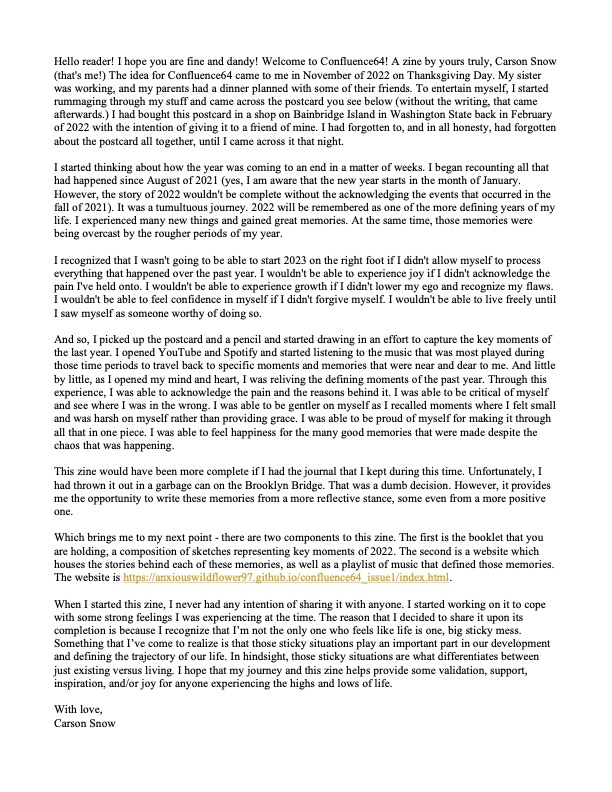 Hello reader! I hope you are fine and dandy! Welcome to Confluence64! A zine by yours truly, Carson Snow
(that's me!) The idea for Confluence64 came to me in November of 2022 on Thanksgiving Day. My sister
was working, and my parents had a dinner planned with some of their friends. To entertain myself, I started
rummaging through my stuff and came across the postcard you see below (without the writing, that came
afterwards.) I had bought this postcard in a shop on Bainbridge Island in Washington State back in February
of 2022 with the intention of giving it to a friend of mine. I had forgotten to, and in all honesty, had forgotten
about the postcard all together, until I came across it that night.

I started thinking about how the year was coming to an end in a matter of weeks. I began recounting all that
had happened since August of 2021 (yes, I am aware that the new year starts in the month of January.
However, the story of 2022 wouldn't be complete without the acknowledging the events that occurred in the
fall of 2021). It was a tumultuous journey. 2022 will be remembered as one of the more defining years of my
life. I experienced many new things and gained great memories. At the same time, those memories were
being overcast by the rougher periods of my year.

I recognized that I wasn't going to be able to start 2023 on the right foot if I didn't allow myself to process
everything that happened over the past year. I wouldn't be able to experience joy if I didn't acknowledge the
pain I've held onto. I wouldn't be able to experience growth if I didn't lower my ego and recognize my flaws.
I wouldn't be able to feel confidence in myself if I didn't forgive myself. I wouldn't be able to live freely until
I saw myself as someone worthy of doing so.

And so, I picked up the postcard and a pencil and started drawing in an effort to capture the key moments of
the last year. I opened YouTube and Spotify and started listening to the music that was most played during
those time periods to travel back to specific moments and memories that were near and dear to me. And little
by little, as I opened my mind and heart, I was reliving the defining moments of the past year. Through this
experience, I was able to acknowledge the pain and the reasons behind it. I was able to be critical of myself
and see where I was in the wrong. I was able to be gentler on myself as I recalled moments where I felt small
and was harsh on myself rather than providing grace. I was able to be proud of myself for making it through
all that in one piece. I was able to feel happiness for the many good memories that were made despite the
chaos that was happening.

This zine would have been more complete if I had the journal that I kept during this time. Unfortunately, I
had thrown it out in a garbage can on the Brooklyn Bridge. That was a dumb decision. However, it provides
me the opportunity to write these memories from a more reflective stance, some even from a more positive
one.

Which brings me to my next point - there are two components to this zine. The first is the booklet that you
are holding, a composition of sketches representing key moments of 2022. The second is a website which
houses the stories behind each of these memories, as well as a playlist of music that defined those memories.
The website is https://anxiouswildflower97.github.io/confluence64_issue1/index.html.

When I started this zine, I never had any intention of sharing it with anyone. I started working on it to cope
with some strong feelings I was experiencing at the time. The reason that I decided to share it upon its
completion is because I recognize that I’m not the only one who feels like life is one, big sticky mess.
Something that I’ve come to realize is that those sticky situations play an important part in our development
and defining the trajectory of our life. In hindsight, those sticky situations are what differentiates between
just existing versus living. I hope that my journey and this zine helps provide some validation, support,
inspiration, and/or joy for anyone experiencing the highs and lows of life.

With love,
Carson Snow